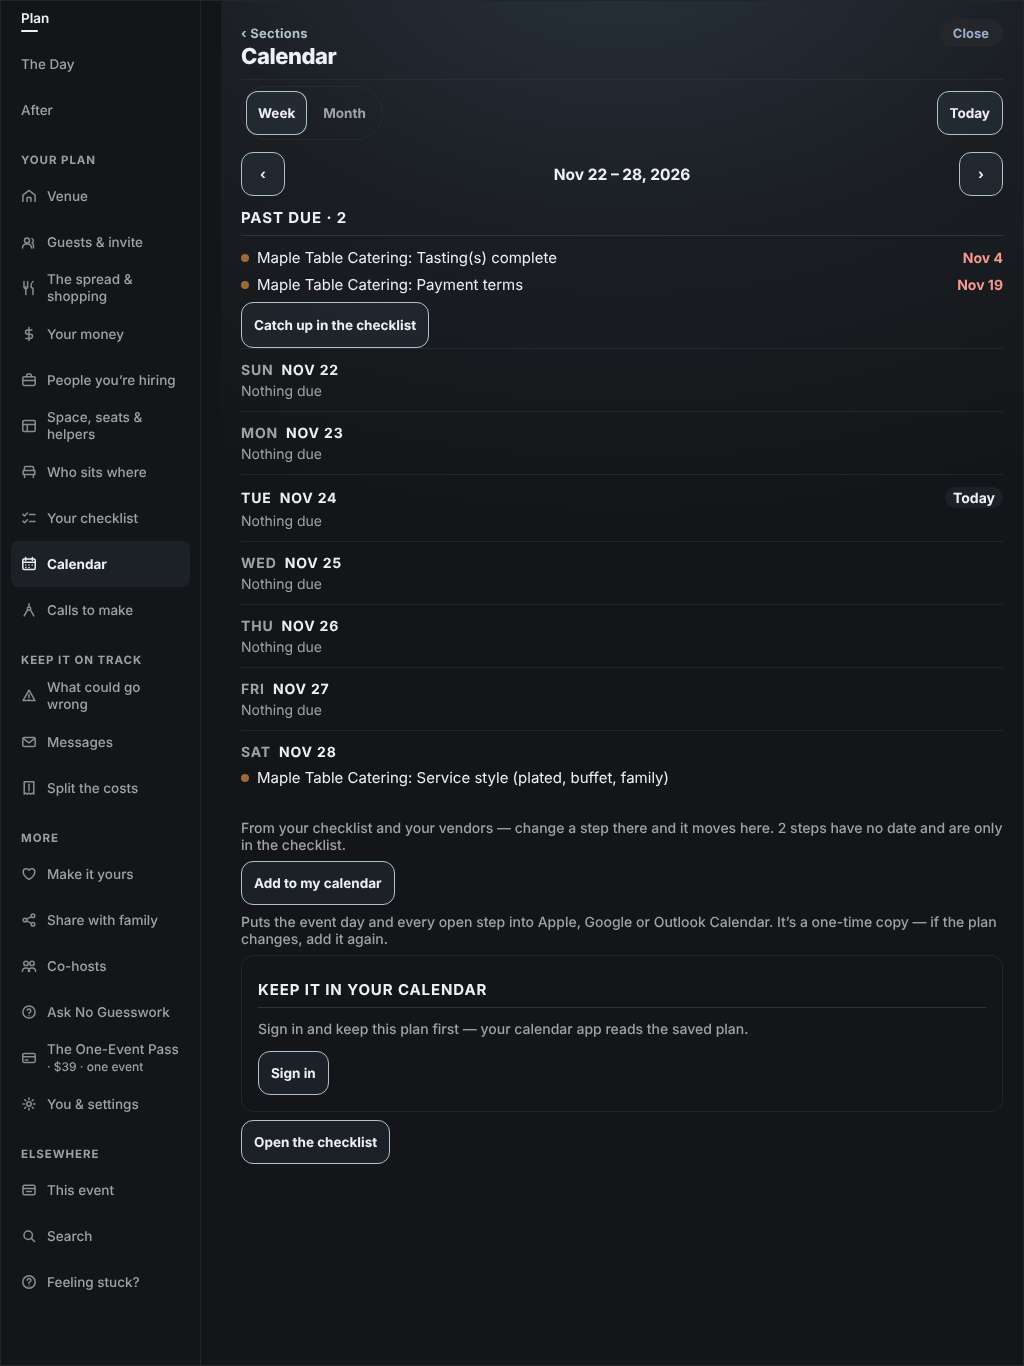 Plan
The Day
After
YOUR PLAN
Venue
Guests & invite
The spread &
shopping
Your money
People you’re hiring
Space, seats &
helpers
Who sits where
Your checklist
Calendar
Calls to make
KEEP IT ON TRACK
What could go
wrong
Messages
Split the costs
MORE
Make it yours
Share with family
Co-hosts
Ask No Guesswork
The One-Event Pass
· $39 · one event
You & settings
ELSEWHERE
This event
Search
Feeling stuck?
‹ Sections
Close
Calendar
Week Month Today
‹ Nov 22 – 28, 2026 ›
PAST DUE · 2
Maple Table Catering: Tasting(s) complete Nov 4
Maple Table Catering: Payment terms Nov 19
Catch up in the checklist
SUN NOV 22
Nothing due
MON NOV 23
Nothing due
TUE NOV 24 Today
Nothing due
WED NOV 25
Nothing due
THU NOV 26
Nothing due
FRI NOV 27
Nothing due
SAT NOV 28
Maple Table Catering: Service style (plated, buffet, family)
From your checklist and your vendors — change a step there and it moves here. 2 steps have no date and are only
in the checklist.
Add to my calendar
Puts the event day and every open step into Apple, Google or Outlook Calendar. It’s a one-time copy — if the plan
changes, add it again.
KEEP IT IN YOUR CALENDAR
Sign in and keep this plan first — your calendar app reads the saved plan.
Sign in
Open the checklist